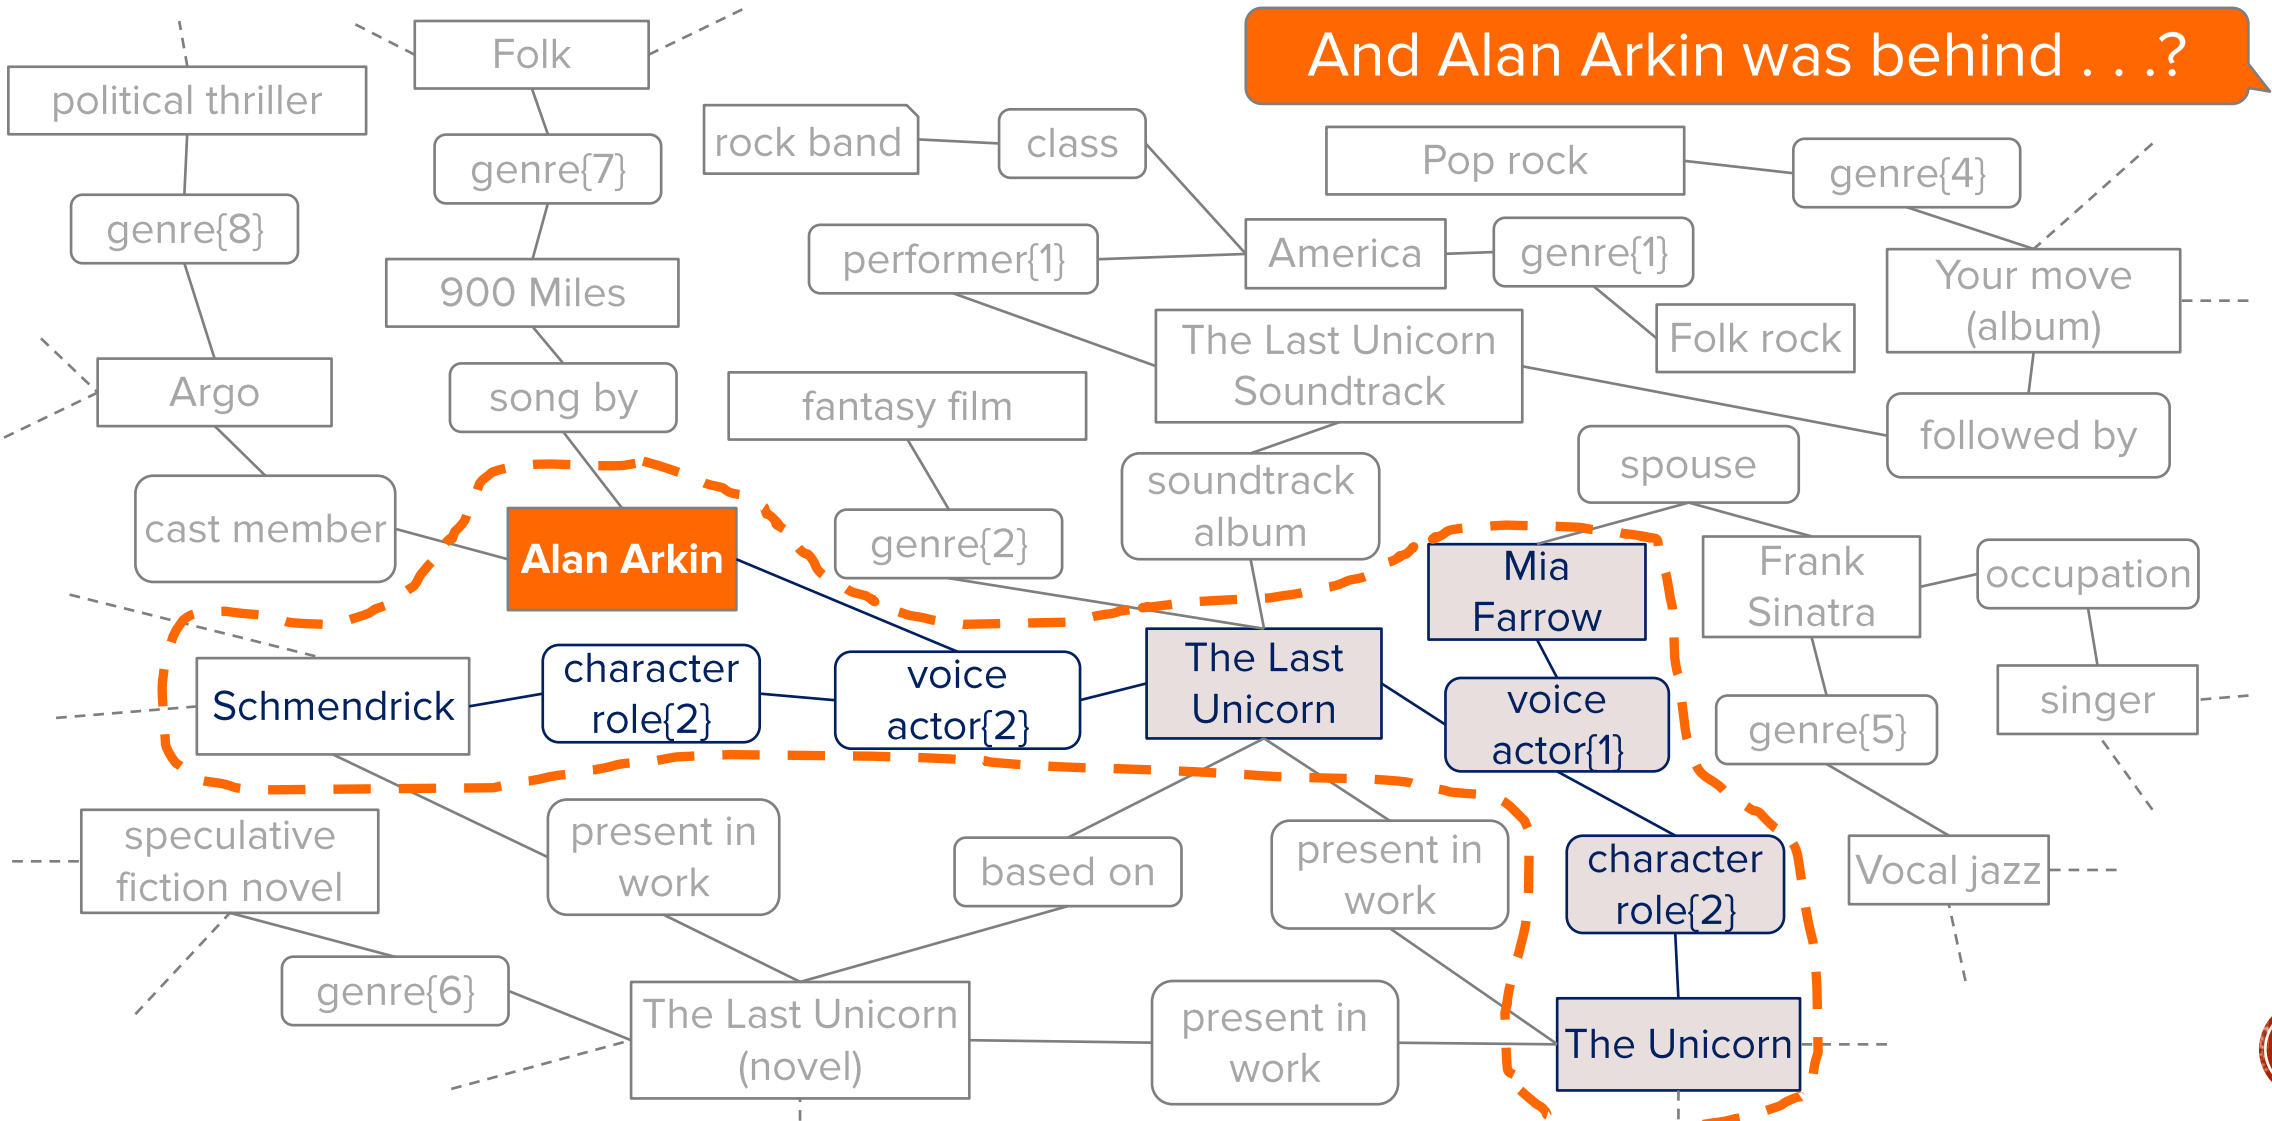 And Alan Arkin was behind . . .?
Folk
political thriller
rock band
class
Pop rock
genre{4}
genre{7}
genre{8}
performer{1}
America
genre{1}
900 Miles
Your move
(album)
The Last Unicorn
Soundtrack
Folk rock
Argo
song by
fantasy film
followed by
spouse
soundtrack
album
cast member
Alan Arkin
genre{2}
Mia
Farrow
Frank
Sinatra
occupation
Schmendrick
character
role{2}
voice
actor{2}
The Last
Unicorn
voice
actor{1}
genre{5}
singer
speculative
fiction novel
present in
work
based on
present in
work
character
role{2}
Vocal jazz
genre{6}
The Last Unicorn
(novel)
present in
work
The Unicorn